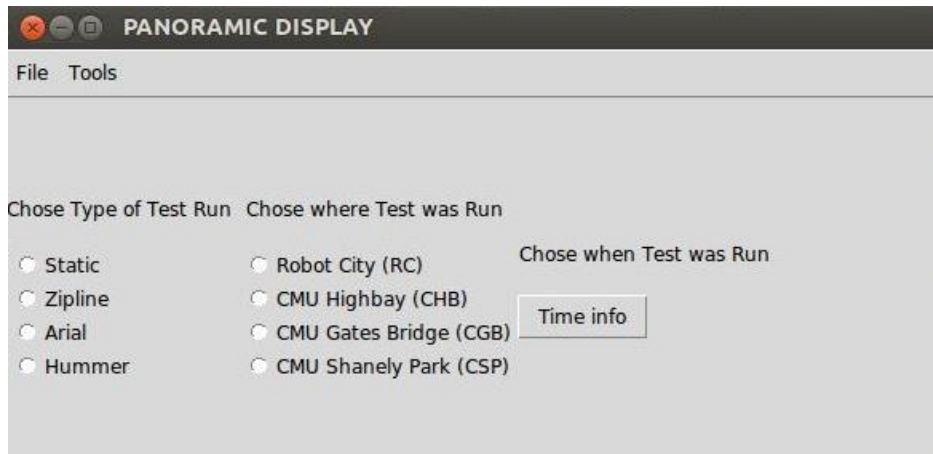 PANORAMIC DISPLAY
File Tools
Chose Type of Test Run
Static
Zipline
Arial
Hummer
Chose where Test was Run
Robot City (RC)
CMU Highbay (CHB)
CMU Gates Bridge (CGB)
CMU Shanely Park (CSP)
Chose when Test was Run
Time info